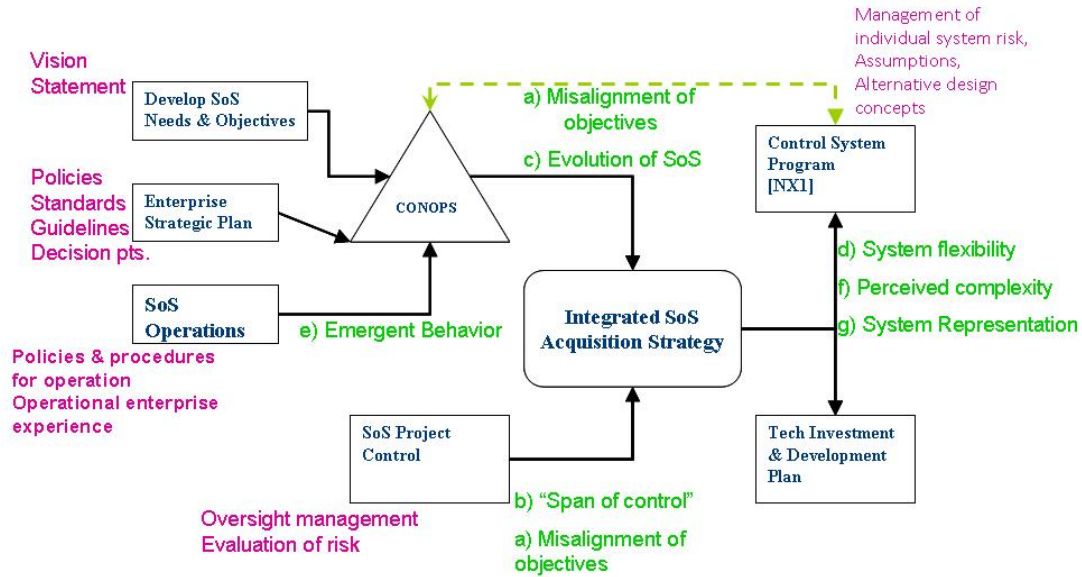 Vision
Statement
Develop SoS
Needs & Objectives
Policies
Standards
Guidelines
Decision pts.
Enterprise
Strategic Plan
SoS
Operations
Policies & procedures
for operation
Operational enterprise
experience
e) Emergent Behavior
CONOPS
a) Misalignment of
objectives
c) Evolution of SoS
Management of
individual system risk,
Assumptions,
Alternative design
concepts
Control System
Program
[NX1]
d) System flexibility
f) Perceived complexity
g) System Representation
Integrated SoS
Acquisition Strategy
SoS Project
Control
Oversight management
Evaluation of risk
b) “Span of control”
a) Misalignment of
objectives
Tech Investment
& Development
Plan